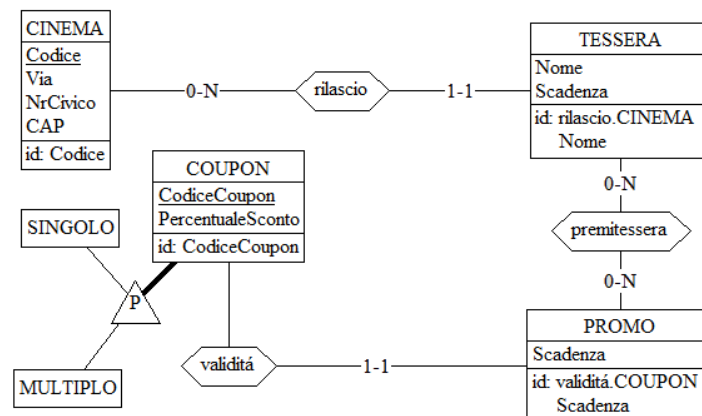 CINEMA
Codice
Via
NrCivico
CAP
id: Codice
0-N
rilascio
1-1
TESSERA
Nome
Scadenza
id: rilascio.CINEMA
Nome
COUPON
CodiceCoupon
PercentualeSconto
id: CodiceCoupon
0-N
premitessera
0-N
SINGOLO
P
MULTIPLO
validitá
1-1
PROMO
Scadenza
id: validitá.COUPON
Scadenza